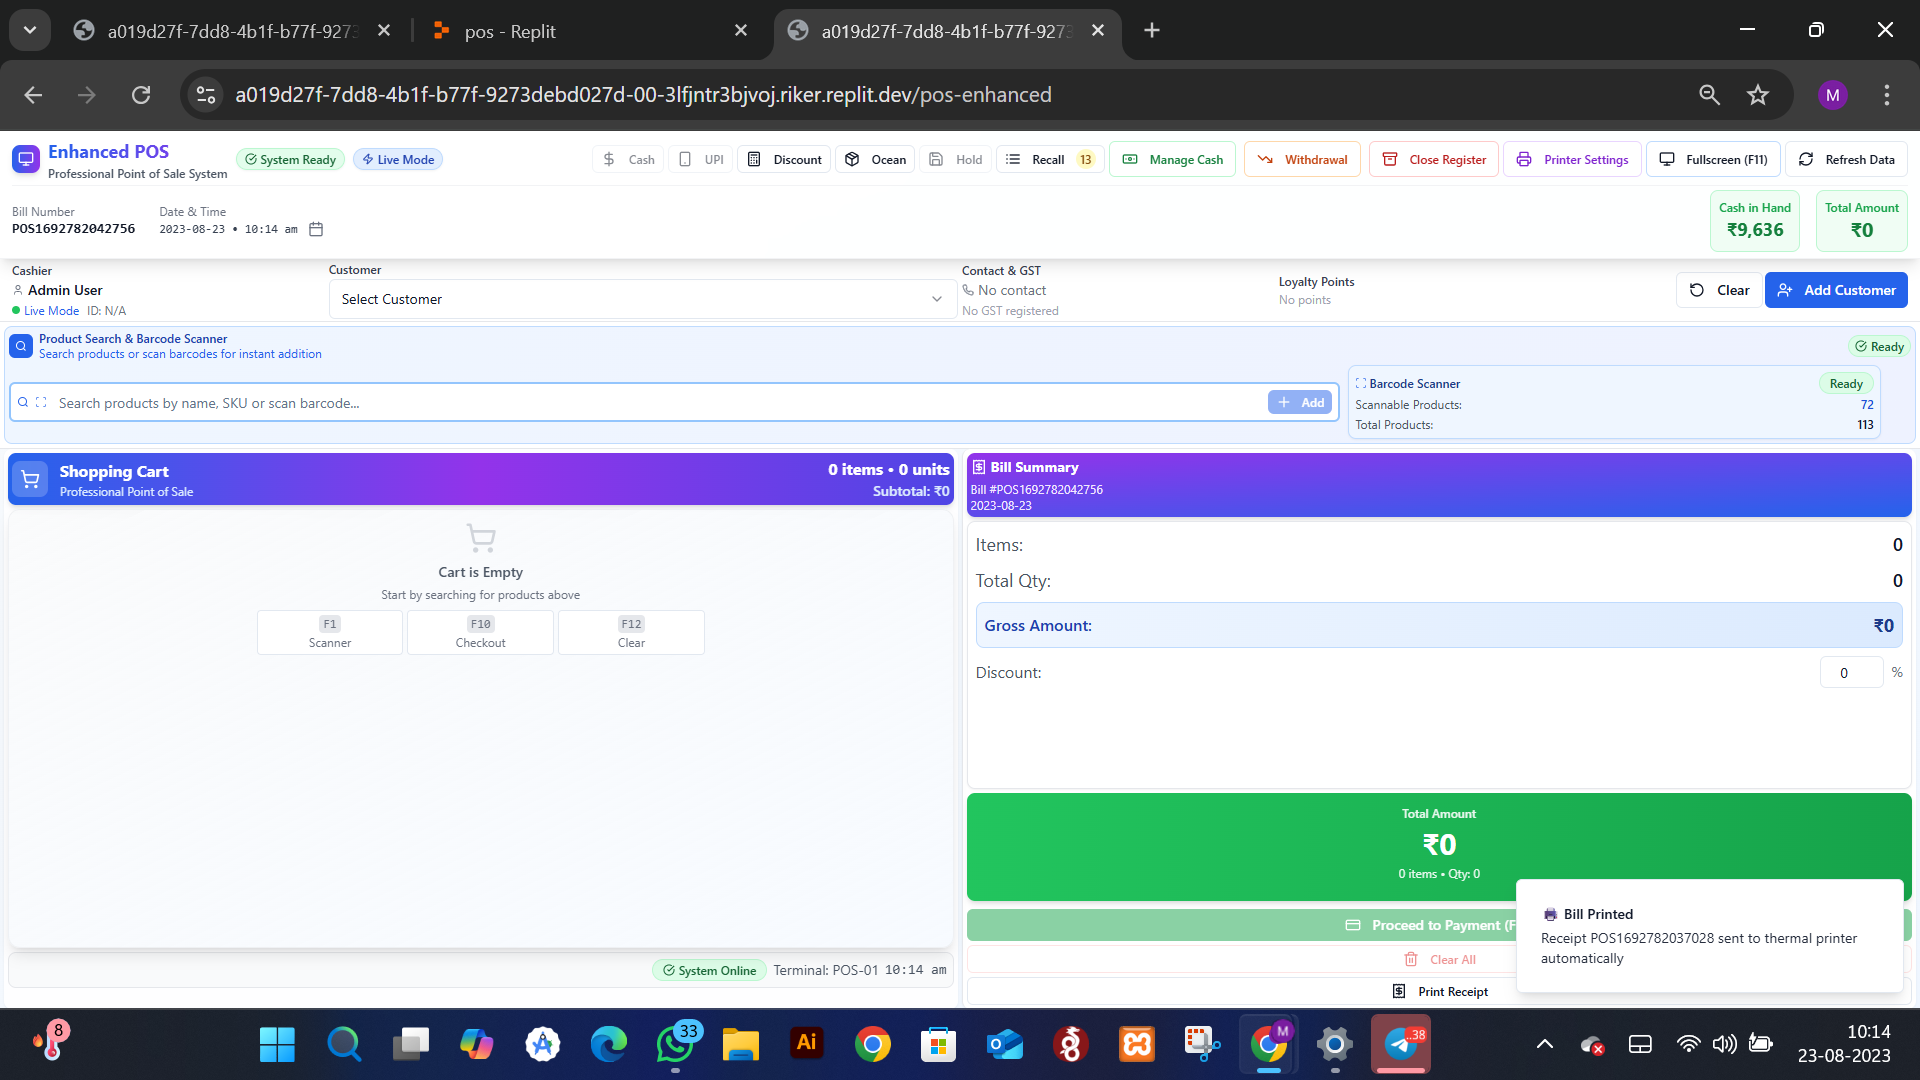 a019d27f-7dd8-4b1f-b77f-9273
pos - Replit
a019d27f-7dd8-4b1f-b77f-9273
a019d27f-7dd8-4b1f-b77f-9273debd027d-00-3lfjntr3bjvoj.riker.replit.dev/pos-enhanced
M
Enhanced POS
Professional Point of Sale System
System Ready
Live Mode
Cash
UPI
Discount
Ocean
Hold
Recall 13
Manage Cash
Withdrawal
Close Register
Printer Settings
Fullscreen (F11)
Refresh Data
Bill Number
POS1692782042756
Date & Time
2023-08-23 • 10:14 am
Cash in Hand
₹9,636
Total Amount
₹0
Cashier
Admin User
Live Mode ID: N/A
Customer
Select Customer
Contact & GST
No contact
No GST registered
Loyalty Points
No points
Clear
Add Customer
Product Search & Barcode Scanner
Search products or scan barcodes for instant addition
Ready
Search products by name, SKU or scan barcode...
Add
Barcode Scanner
Ready
Scannable Products: 72
Total Products: 113
Shopping Cart
Professional Point of Sale
0 items • 0 units
Subtotal: ₹0
Cart is Empty
Start by searching for products above
F1
Scanner
F10
Checkout
F12
Clear
System Online
Terminal: POS-01 10:14 am
Bill Summary
Bill #POS1692782042756
2023-08-23
Items: 0
Total Qty: 0
Gross Amount: ₹0
Discount: 0 %
Total Amount
₹0
0 items • Qty: 0
Proceed to Payment (F
Clear All
Print Receipt
Bill Printed
Receipt POS1692782037028 sent to thermal printer
automatically
8
33
Ai
M
38
10:14
23-08-2023